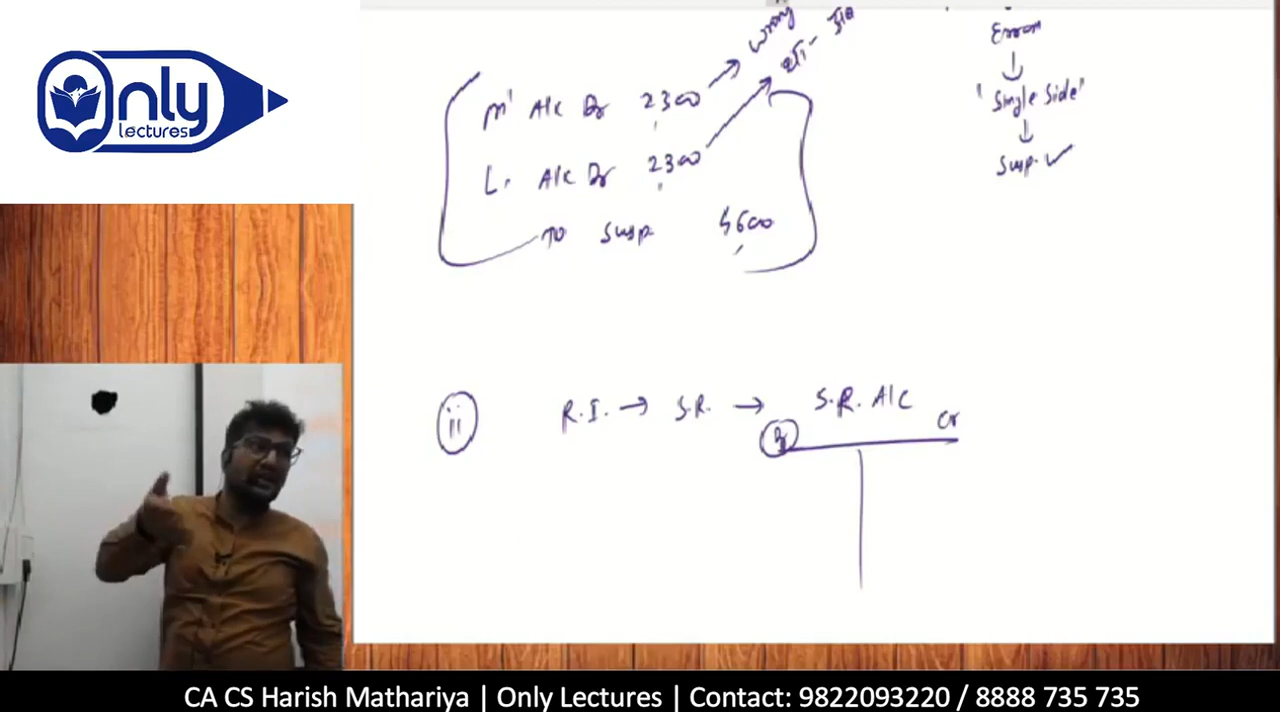 Only
lectures
wrong
Error
m' A/c Dr 2300
"Single Side"
L. A/c Dr 2300
Susp. ✓
To Susp. 4600
ii R.I. → S.R. → S.R. A/C
Dr Cr
CA CS Harish Mathariya | Only Lectures | Contact: 9822093220 / 8888 735 735